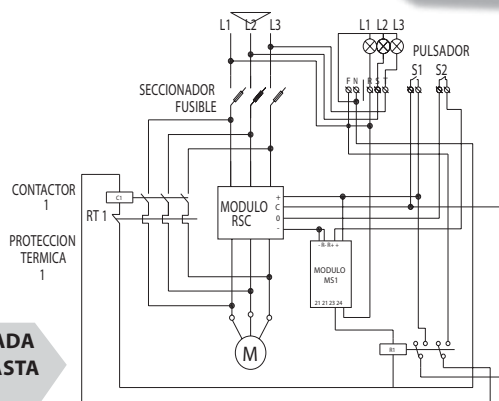 L1 L2 L3
L1 L2 L3
PULSADOR
S1 S2
F N R S T
SECCIONADOR
FUSIBLE
CONTACTOR
1
C1
RT 1
PROTECCION
TERMICA
1
MODULO
RSC
+
C
0
-
- B- B+ +
MODULO
MS1
21 21 23 24
R1
M
ADA
ASTA